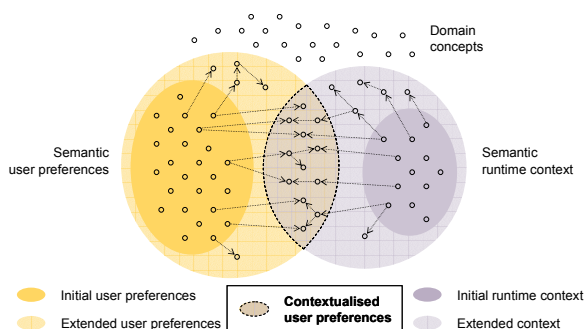 Domain
concepts
Semantic
user preferences
Semantic
runtime context
Initial user preferences
Extended user preferences
Contextualised
user preferences
Initial runtime context
Extended context